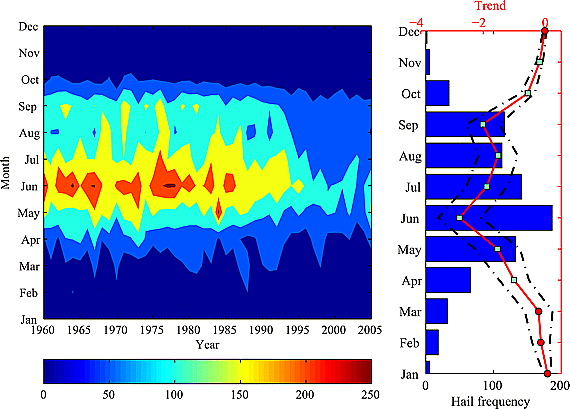 Trend
-4 -2 0
Dec
Nov
Oct
Sep
Aug
Jul
Jun
May
Apr
Mar
Feb
Jan
Month
1960 1965 1970 1975 1980 1985 1990 1995 2000 2005
Year
0 50 100 150 200 250
Dec
Nov
Oct
Sep
Aug
Jul
Jun
May
Apr
Mar
Feb
Jan
0 100 200
Hail frequency